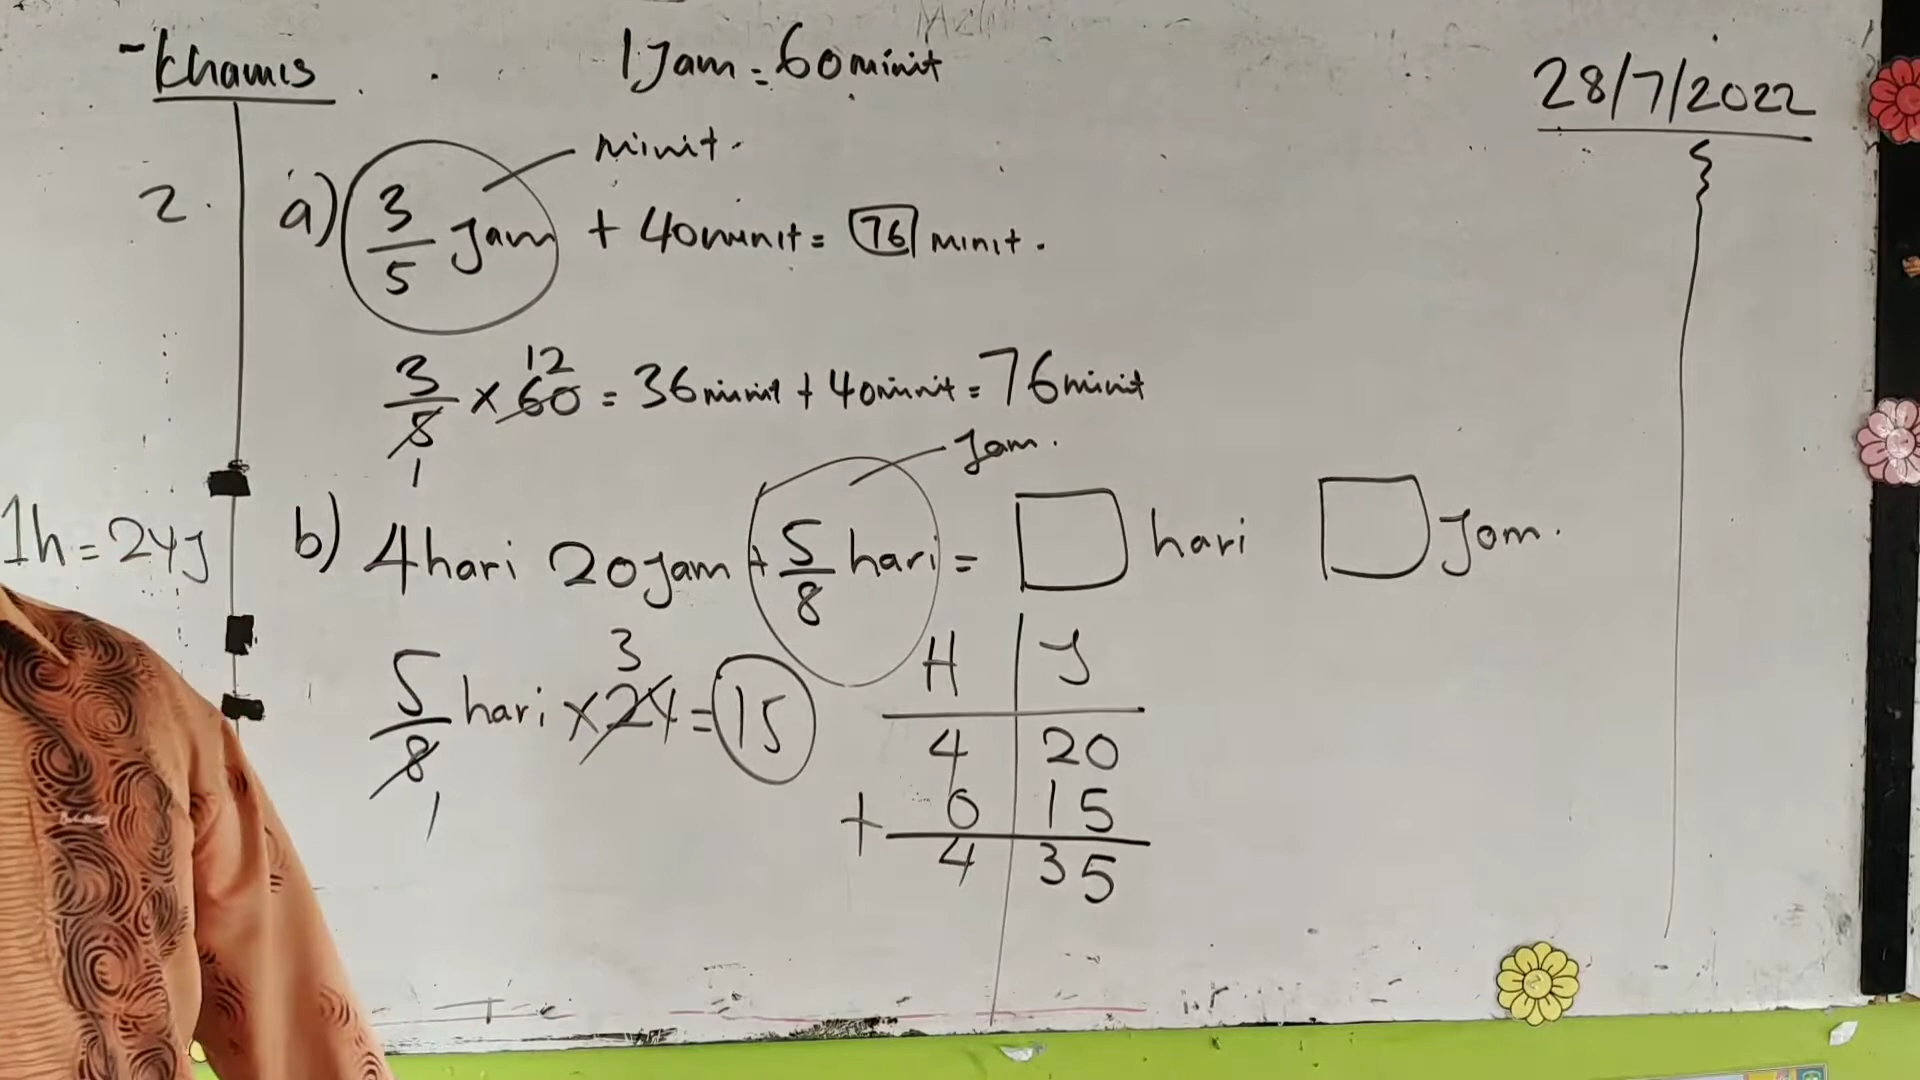 Khamis
1 Jam = 60 minit
28/7/2022
minit.
2. a) 3/5 Jam + 40 minit = 76 minit.
3/5 × 60 = 36 minit + 40 minit = 76 minit
12
1
Jam.
1h = 24j
b) 4 hari 20 jam + 5/8 hari = □ hari □ Jam.
5/8 hari × 24 = 15
3
1
H J
4 20
+ 0 15
4 35